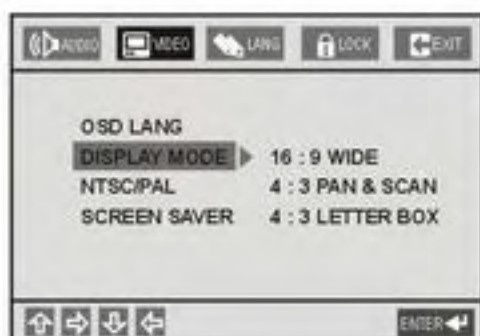 AUDIO VIDEO LANG LOCK EXIT
OSD LANG
DISPLAY MODE 16 : 9 WIDE
NTSC/PAL 4 : 3 PAN & SCAN
SCREEN SAVER 4 : 3 LETTER BOX
ENTER